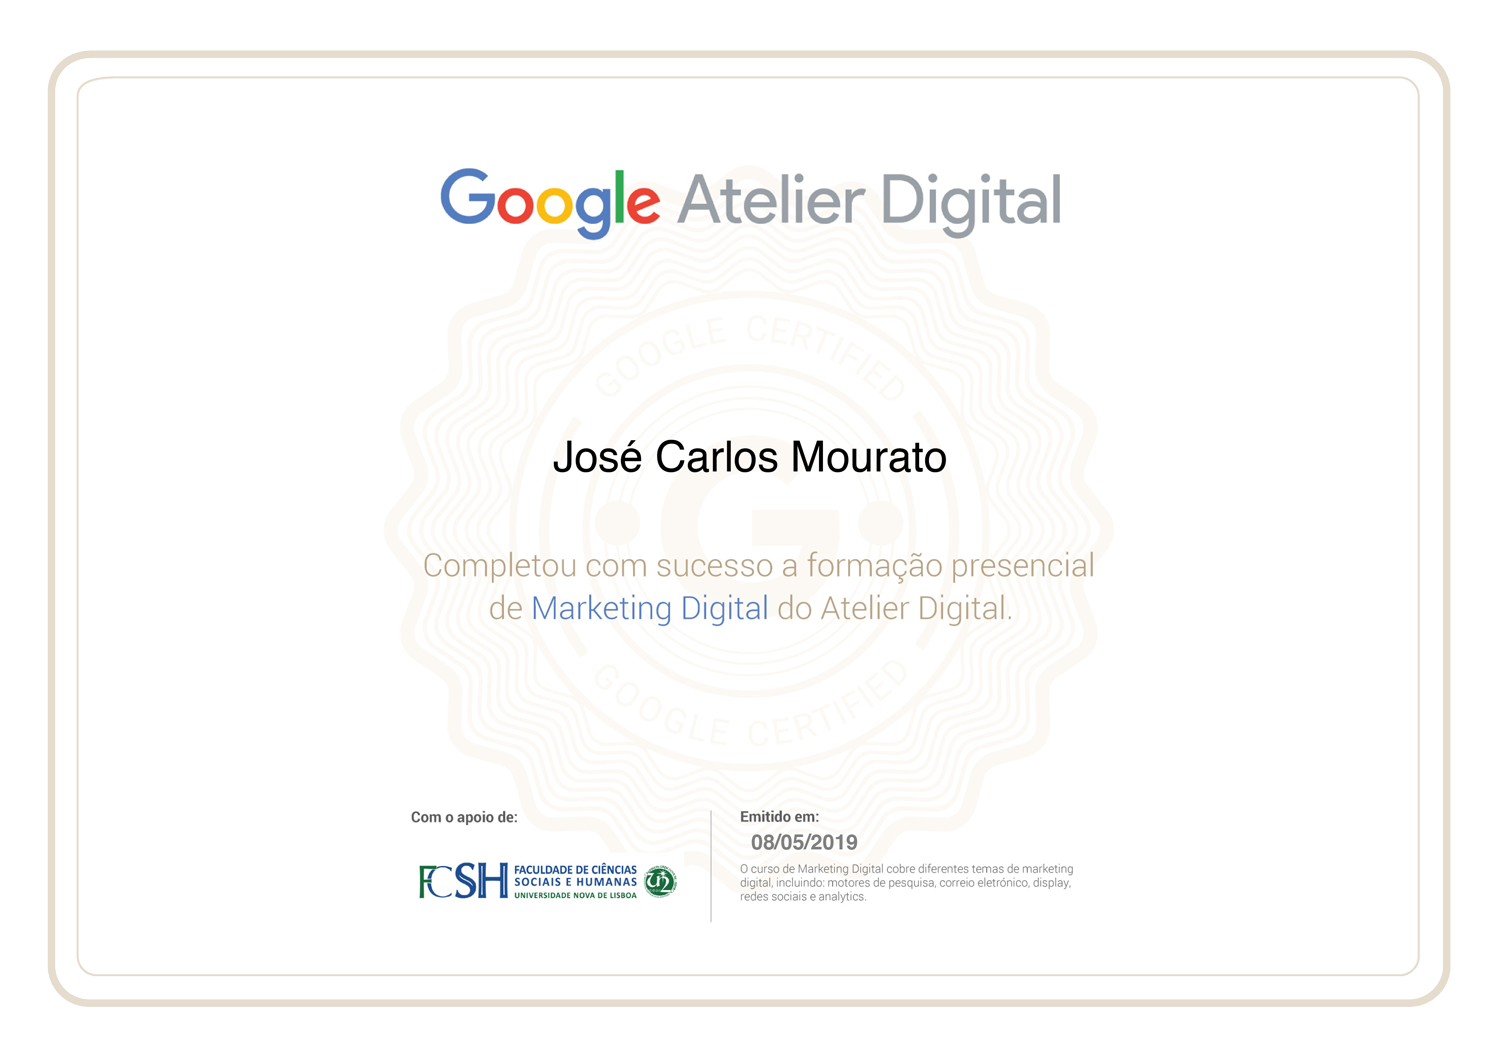 Google Atelier Digital
GOOGLE CERTIFIED
José Carlos Mourato
Completou com sucesso a formação presencial
de Marketing Digital do Atelier Digital.
GOOGLE CERTIFIED
Com o apoio de:
FCSH FACULDADE DE CIÊNCIAS
SOCIAIS E HUMANAS
UNIVERSIDADE NOVA DE LISBOA
Emitido em:
08/05/2019
O curso de Marketing Digital cobre diferentes temas de marketing
digital, incluindo: motores de pesquisa, correio eletrónico, display,
redes sociais e analytics.